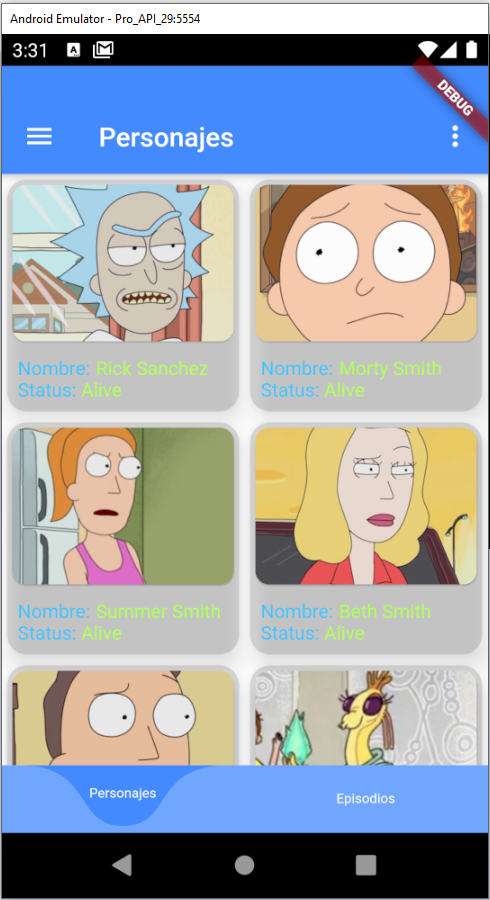 Android Emulator - Pro_API_29:5554
3:31
A
DEBUG
Personajes
Nombre: Rick Sanchez
Status: Alive
Nombre: Morty Smith
Status: Alive
Nombre: Summer Smith
Status: Alive
Nombre: Beth Smith
Status: Alive
Personajes
Episodios